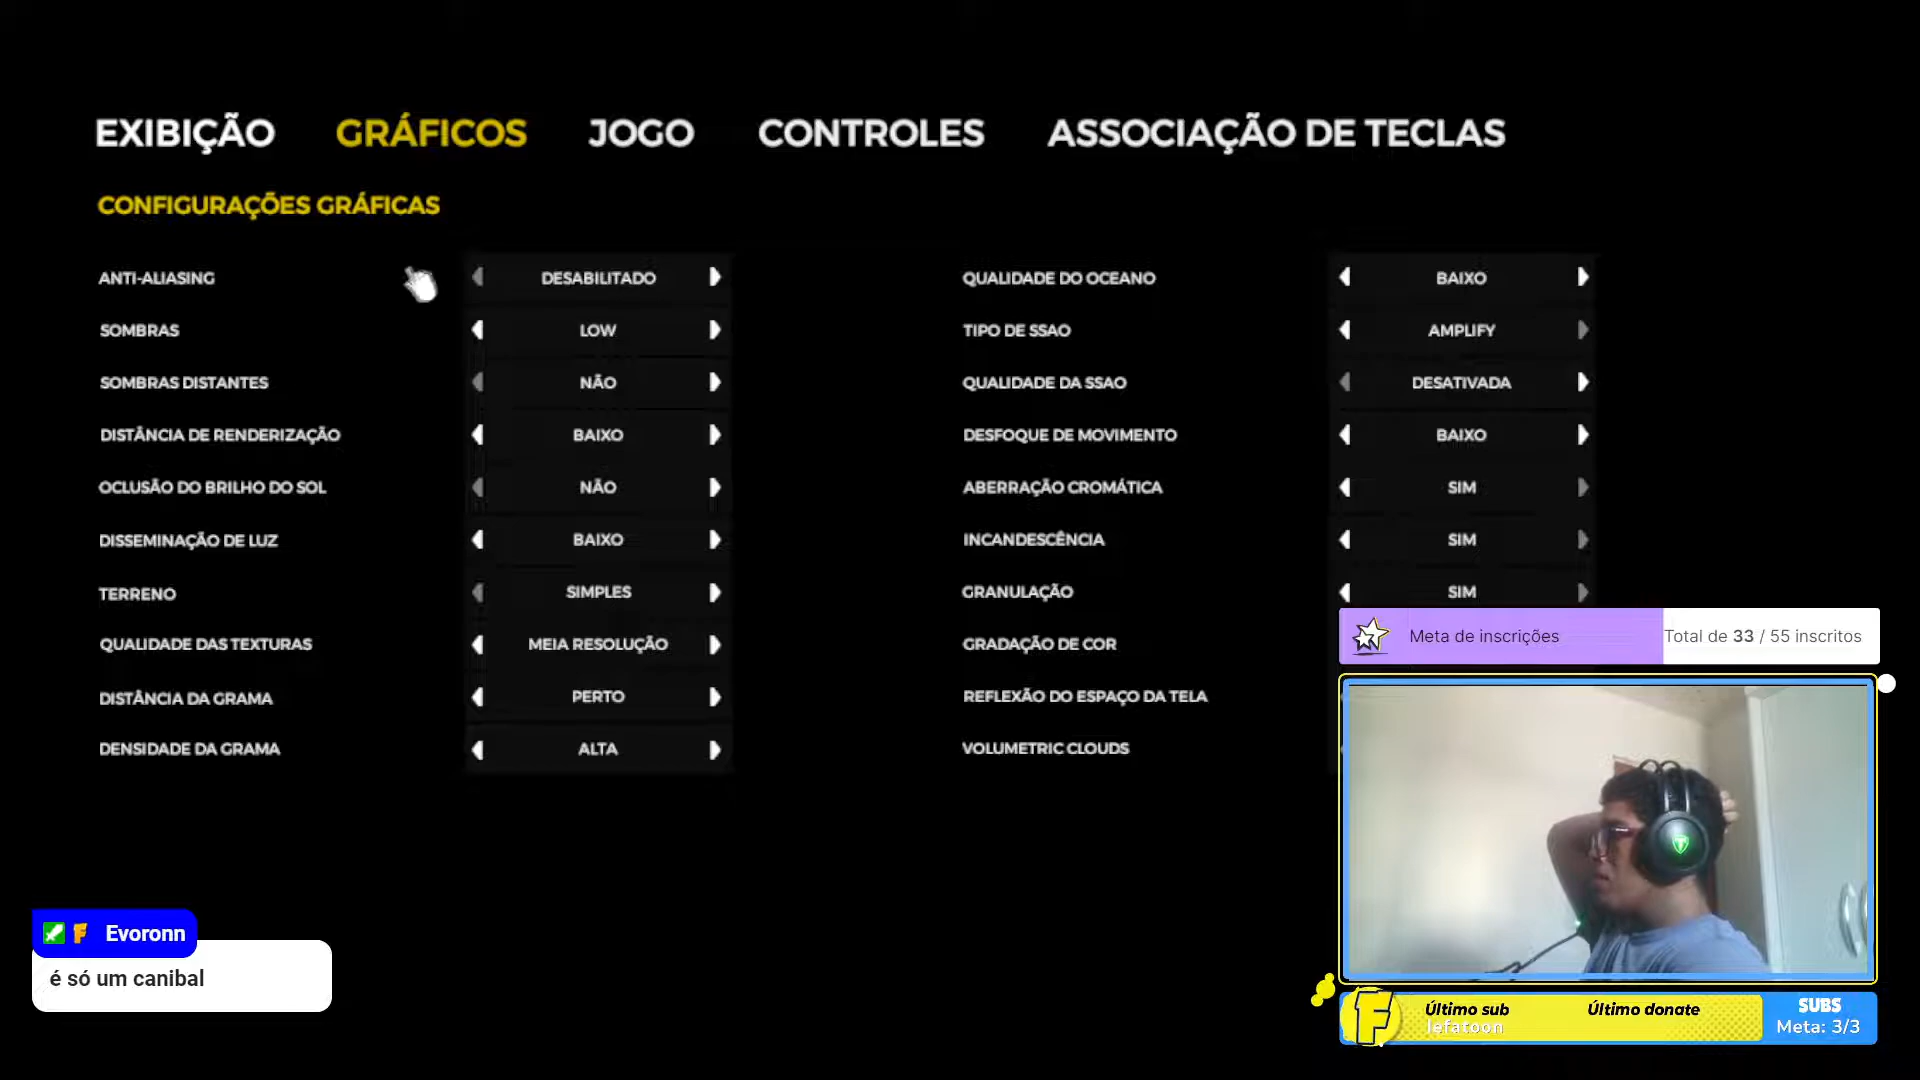 EXIBIÇÃO GRÁFICOS JOGO CONTROLES ASSOCIAÇÃO DE TECLAS
CONFIGURAÇÕES GRÁFICAS
ANTI-ALIASING DESABILITADO
SOMBRAS LOW
SOMBRAS DISTANTES NÃO
DISTÂNCIA DE RENDERIZAÇÃO BAIXO
OCLUSÃO DO BRILHO DO SOL NÃO
DISSEMINAÇÃO DE LUZ BAIXO
TERRENO SIMPLES
QUALIDADE DAS TEXTURAS MEIA RESOLUÇÃO
DISTÂNCIA DA GRAMA PERTO
DENSIDADE DA GRAMA ALTA
QUALIDADE DO OCEANO BAIXO
TIPO DE SSAO AMPLIFY
QUALIDADE DA SSAO DESATIVADA
DESFOQUE DE MOVIMENTO BAIXO
ABERRAÇÃO CROMÁTICA SIM
INCANDESCÊNCIA SIM
GRANULAÇÃO SIM
GRADAÇÃO DE COR
REFLEXÃO DO ESPAÇO DA TELA
VOLUMETRIC CLOUDS
Meta de inscrições Total de 33 / 55 inscritos
Evoronn
é só um canibal
Último sub Último donate SUBS
lefatoon Meta: 3/3